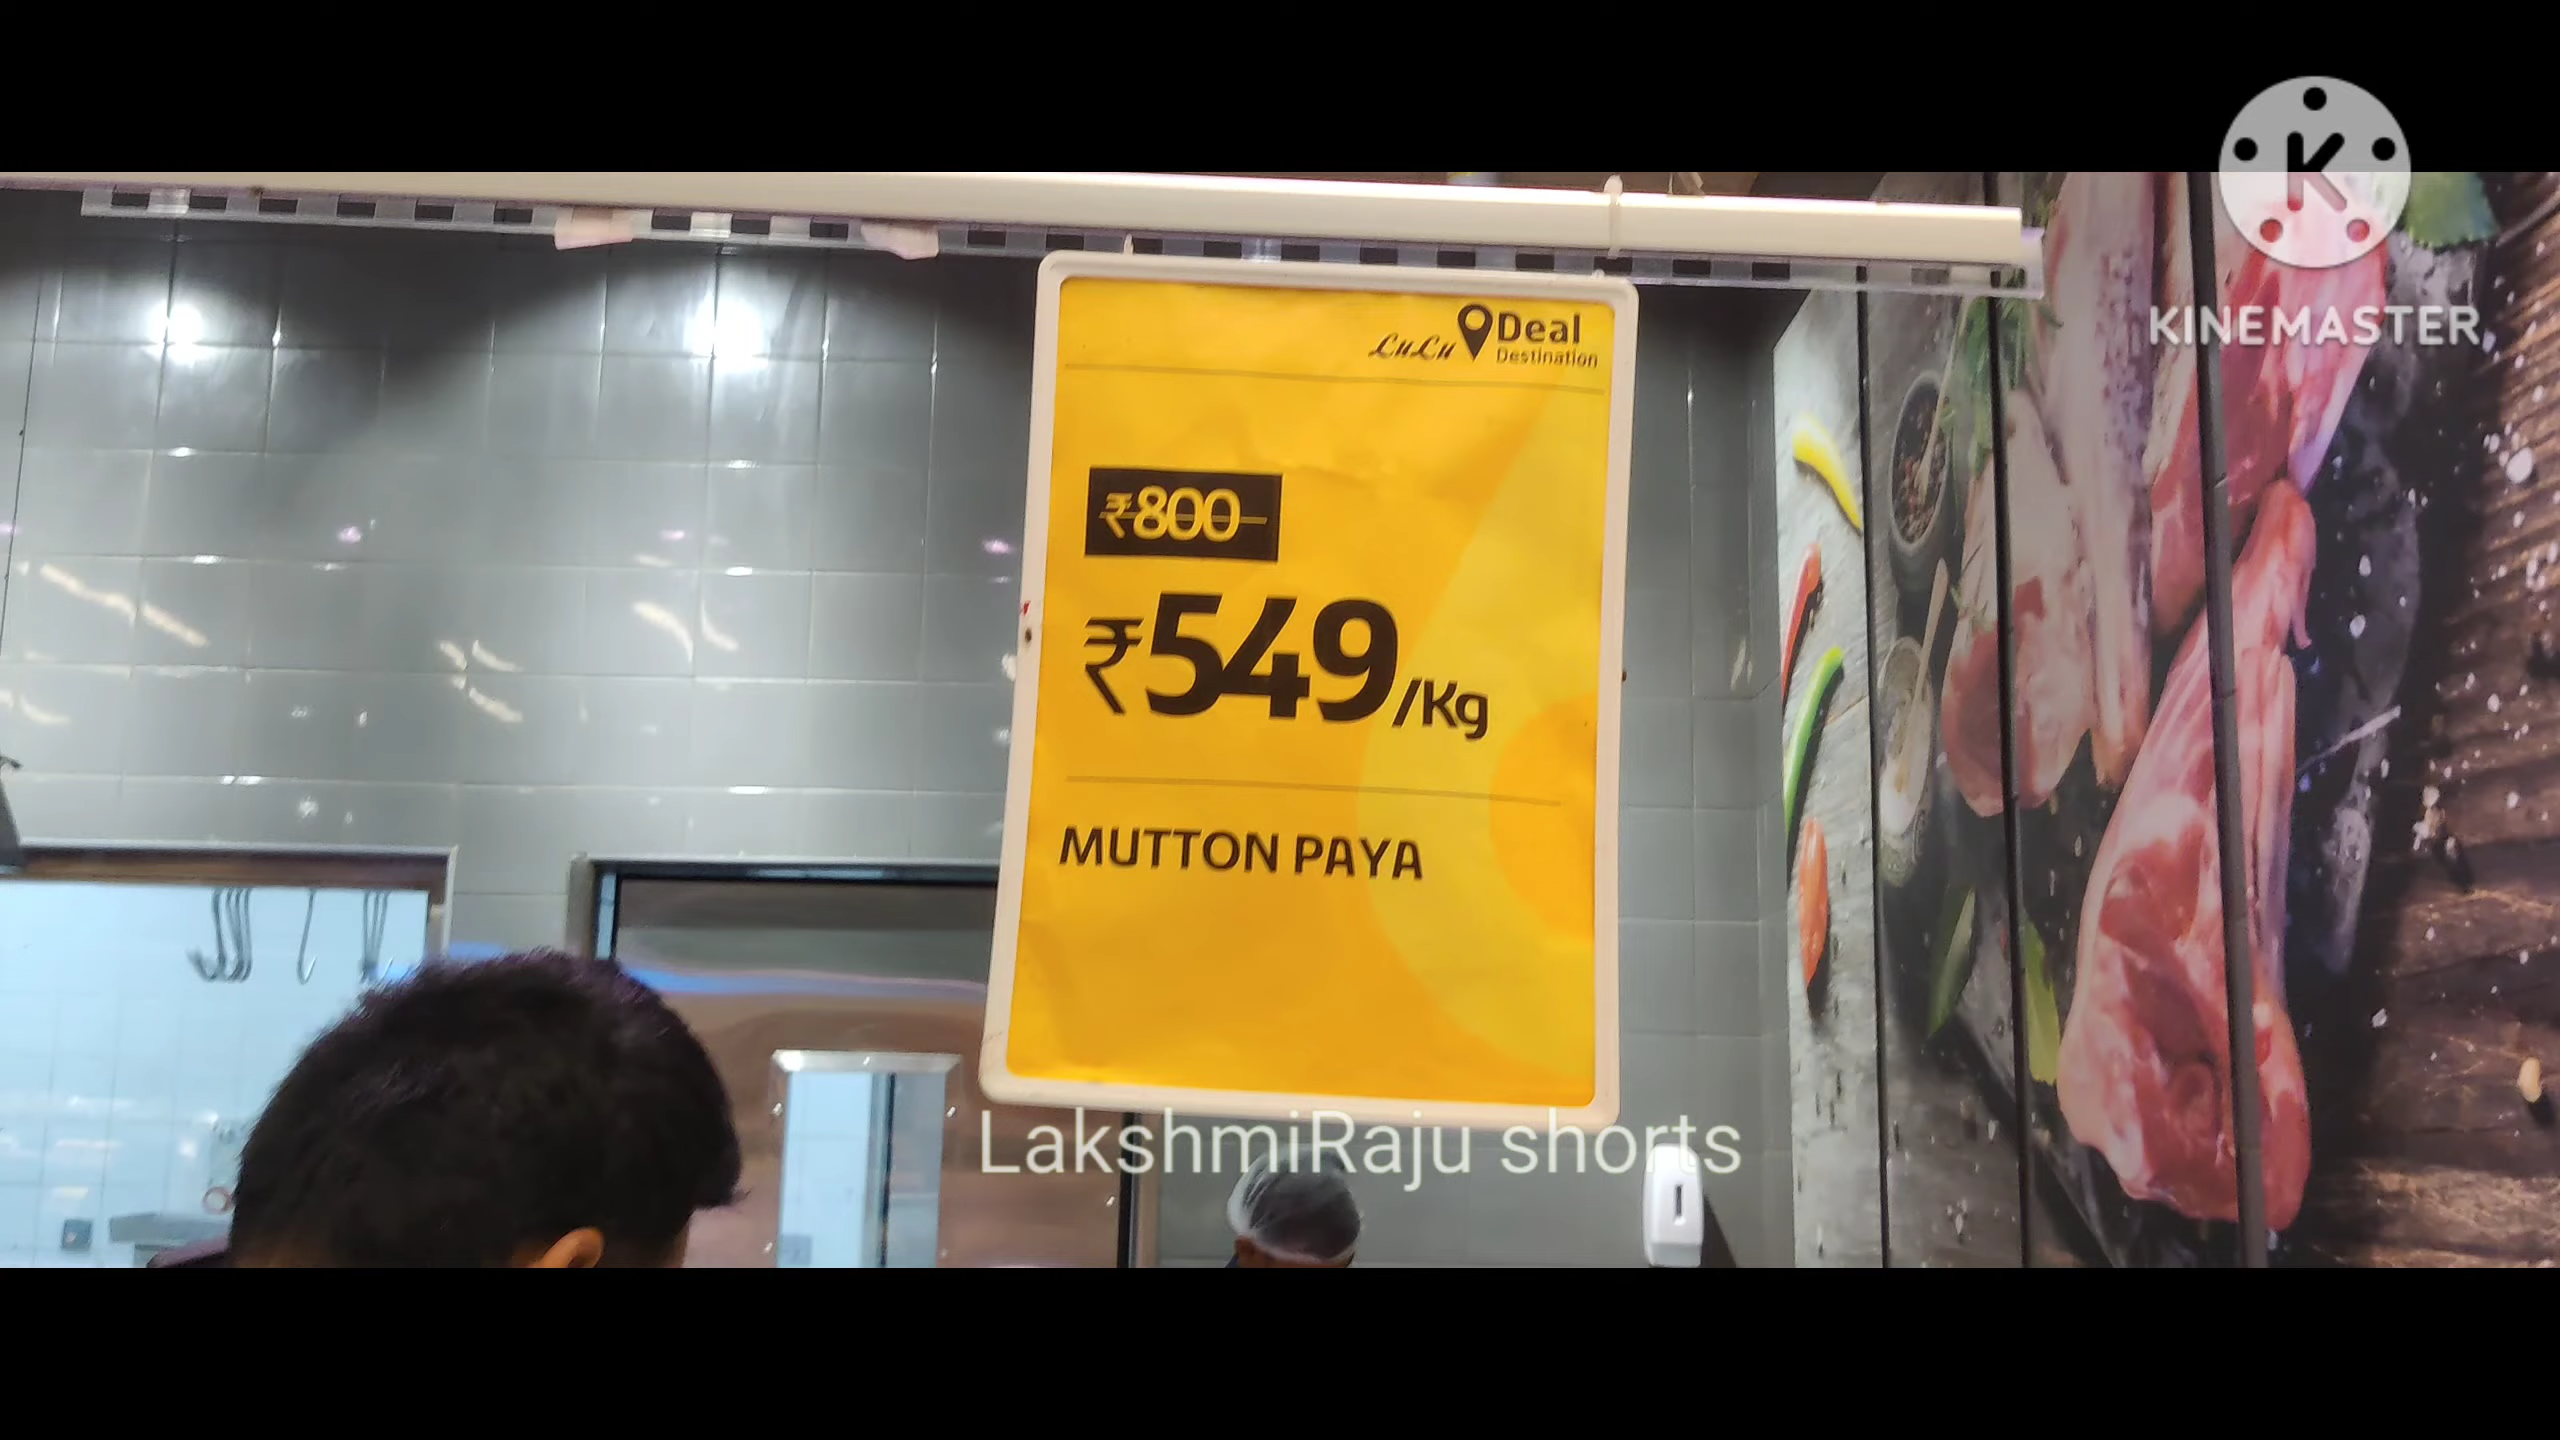 KINEMASTER
LuLu Deal
Destination
₹800
₹549/Kg
MUTTON PAYA
LakshmiRaju shorts